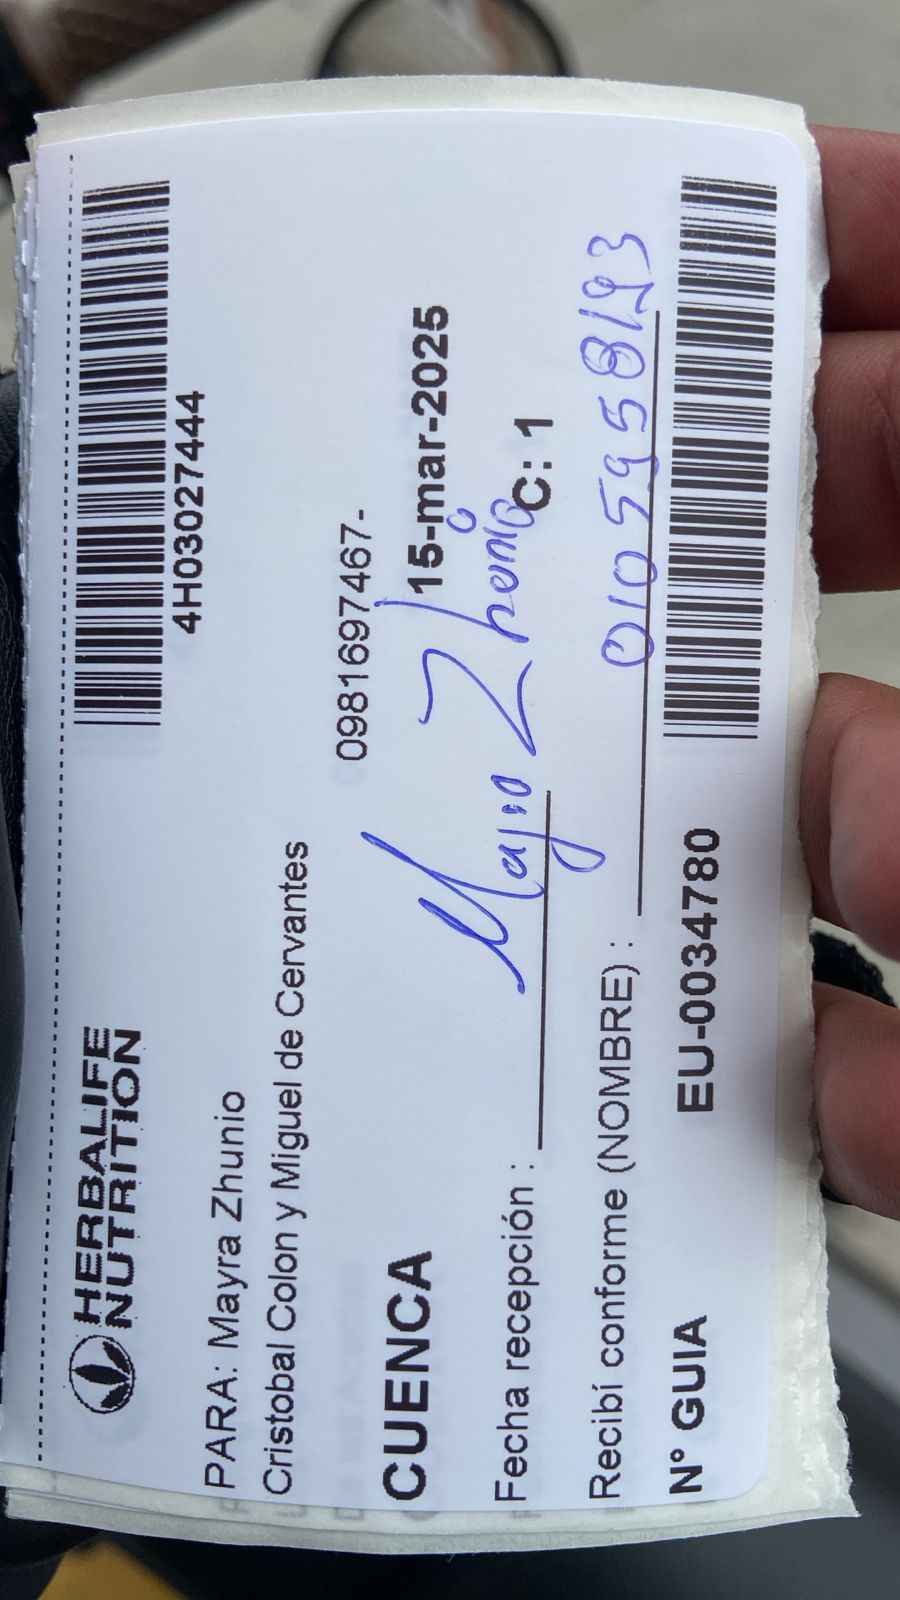 HERBALIFE
NUTRITION
4H03027444
PARA: Mayra Zhunio
Cristobal Colon y Miguel de Cervantes
0981697467-
CUENCA
15-mar-2025
Mayra Zhunio
Fecha recepción :
C: 1
0105958193
Recibí conforme (NOMBRE) :
N° GUIA EU-0034780